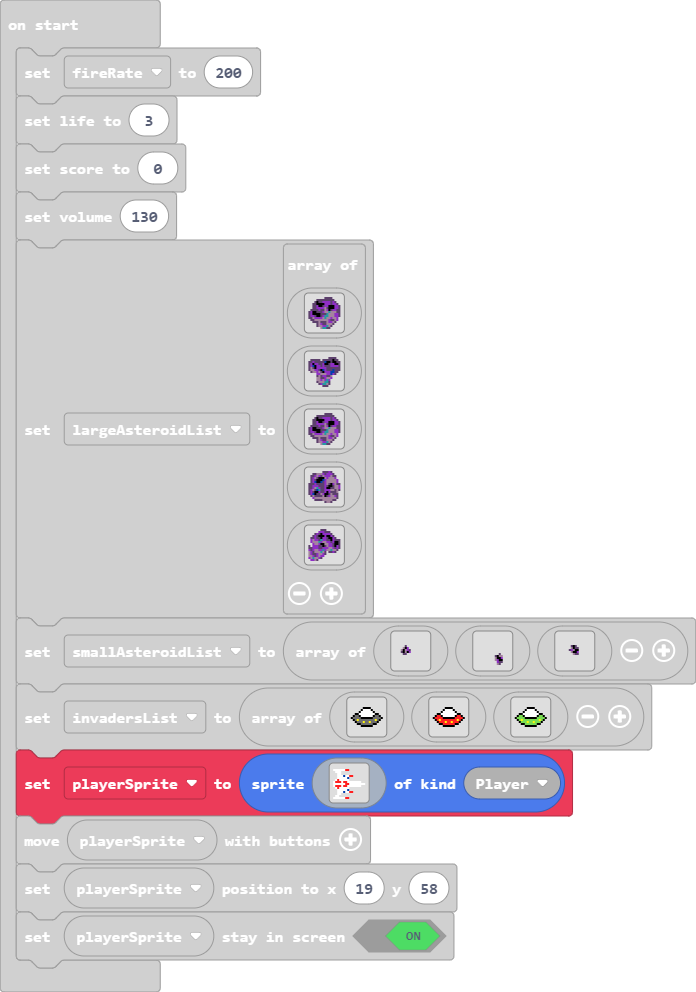 on start
set fireRate to 200
set life to 3
set score to 0
set volume 130
array of
set largeAsteroidList to
set smallAsteroidList to array of
set invadersList to array of
set playerSprite to sprite of kind Player
move playerSprite with buttons
set playerSprite position to x 19 y 58
set playerSprite stay in screen ON